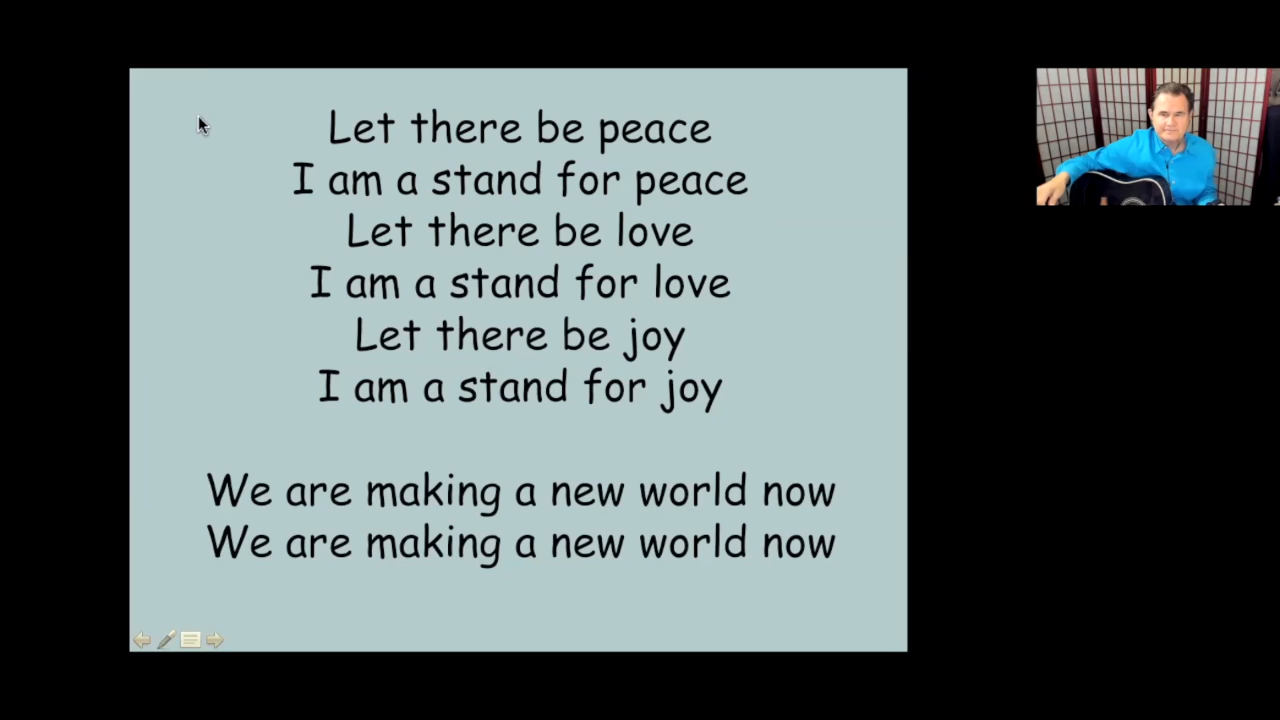 Let there be peace
I am a stand for peace
Let there be love
I am a stand for love
Let there be joy
I am a stand for joy
We are making a new world now
We are making a new world now